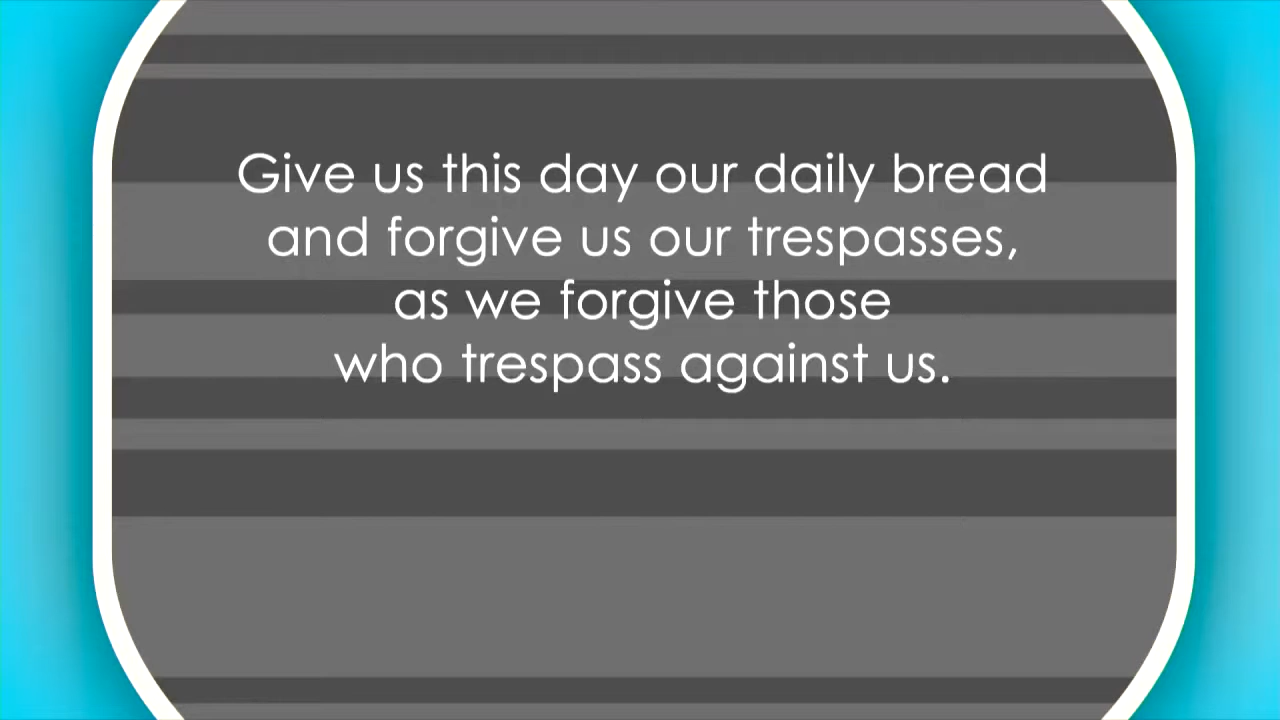 Give us this day our daily bread
and forgive us our trespasses,
as we forgive those
who trespass against us.